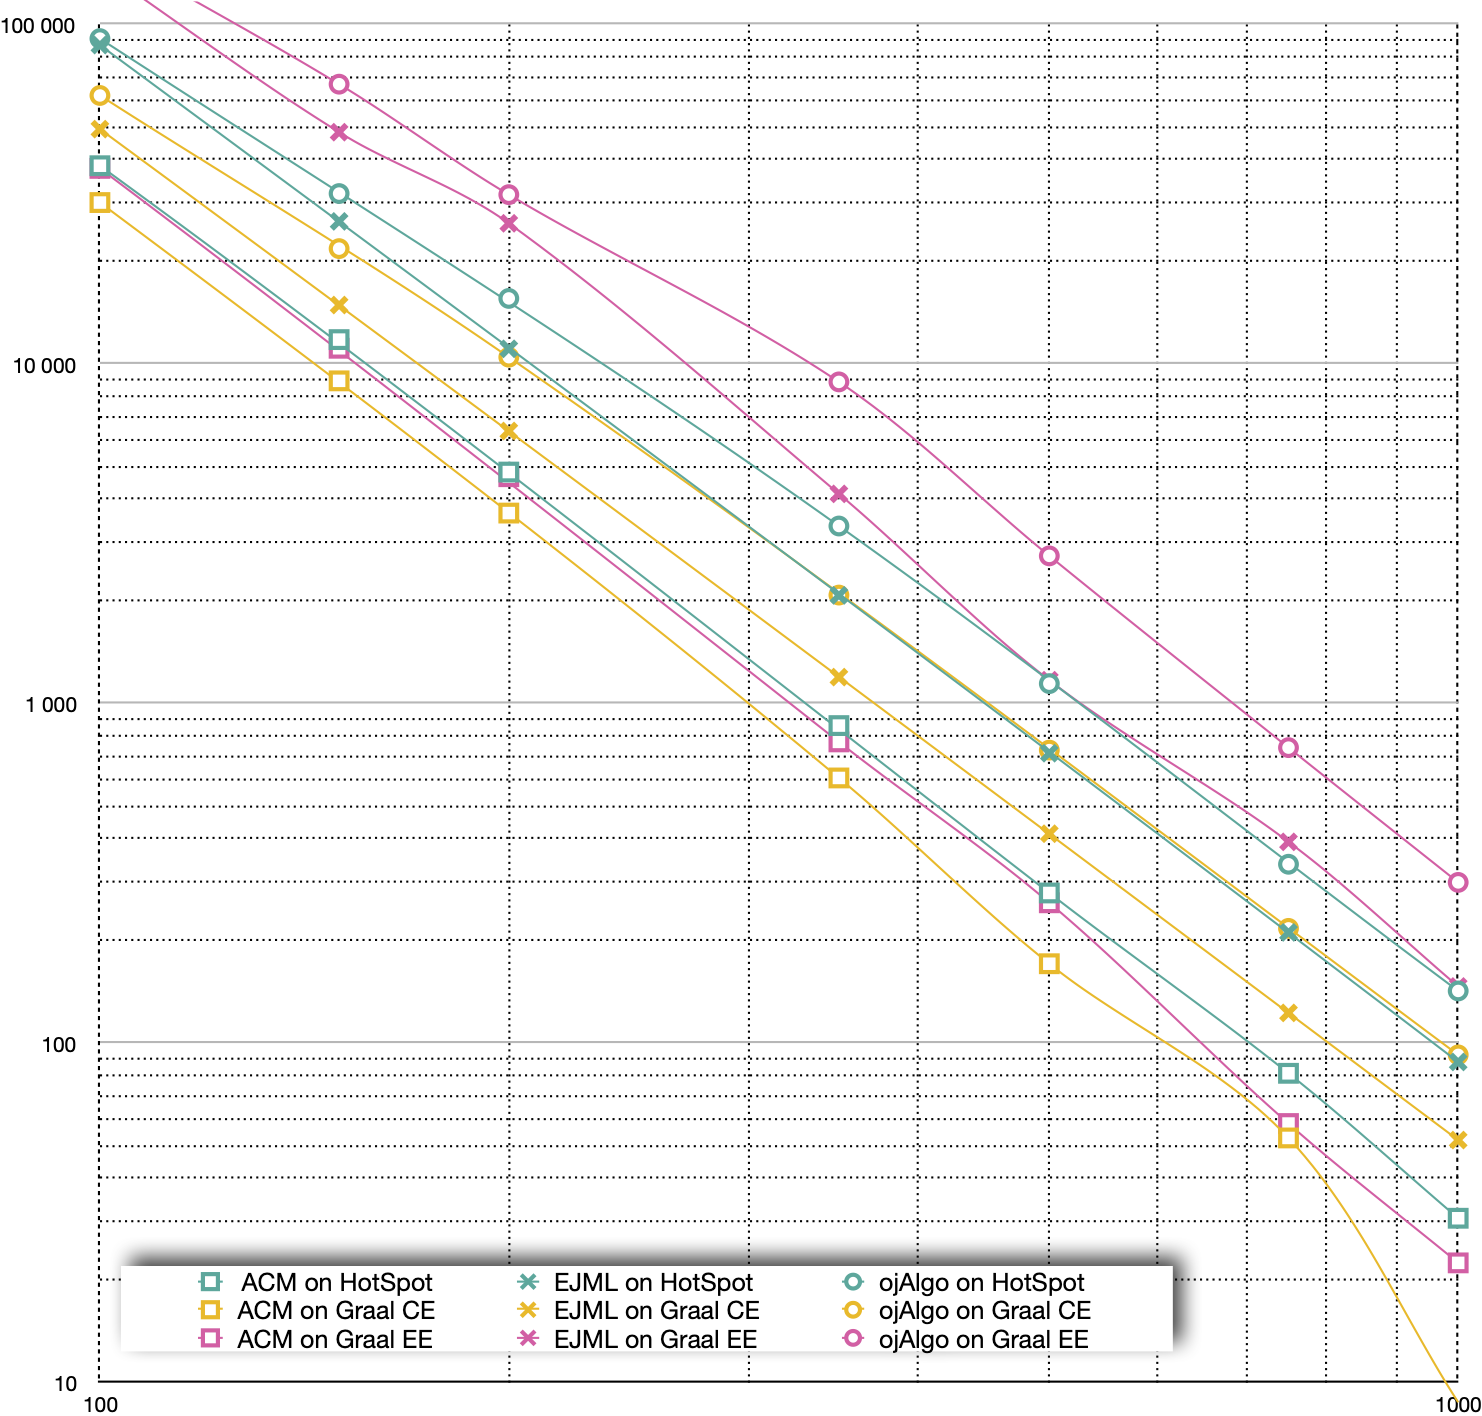 100 000
10 000
1 000
100
10
ACM on HotSpot EJML on HotSpot ojAlgo on HotSpot
ACM on Graal CE EJML on Graal CE ojAlgo on Graal CE
ACM on Graal EE EJML on Graal EE ojAlgo on Graal EE
100 1000